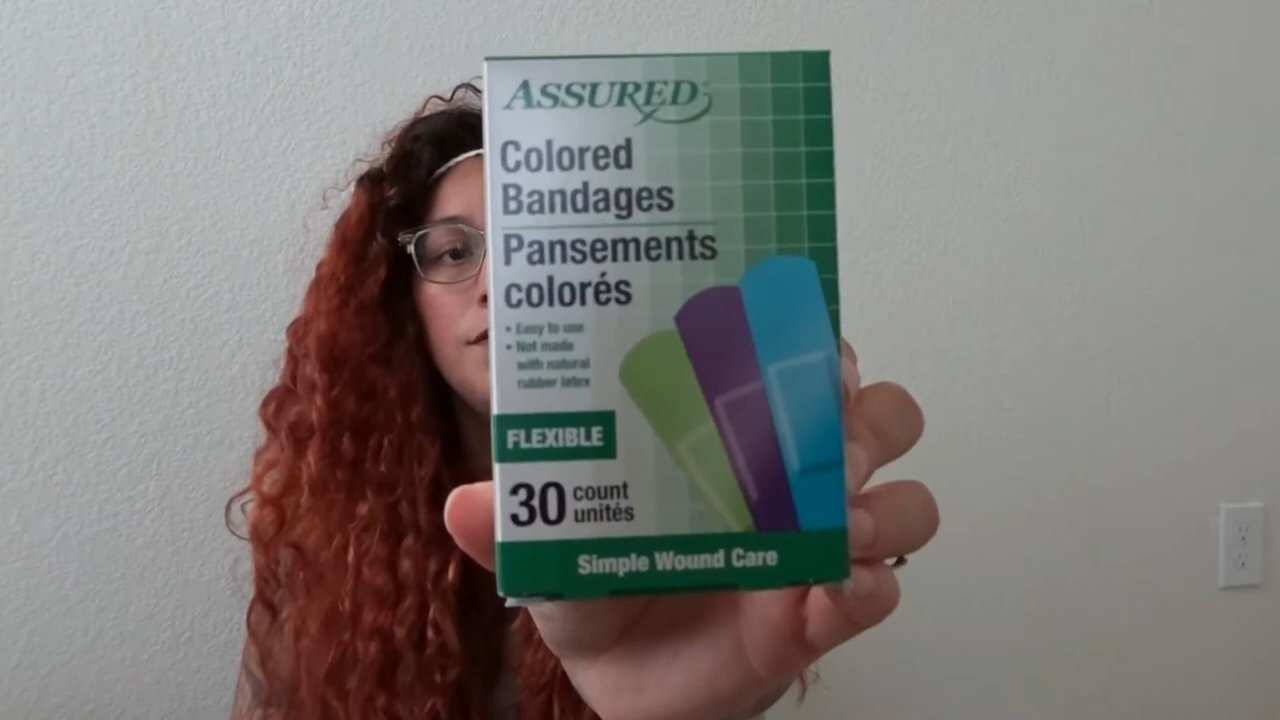 ASSURED
Colored
Bandages
Pansements
colorés
• Easy to use
• Not made
with natural
rubber latex
FLEXIBLE
30 count
unités
Simple Wound Care